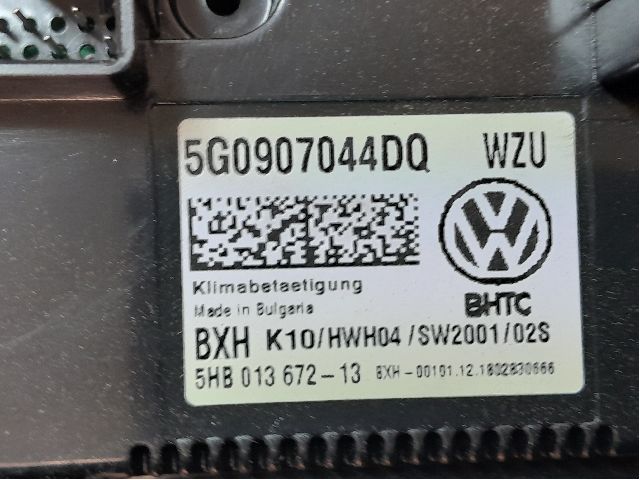 5G0907044DQ WZU
Klimabetaetigung
Made in Bulgaria
BHTC
BXH K10/HWH04/SW2001/02S
5HB 013 672-13 BXH-00101.12.1802830666